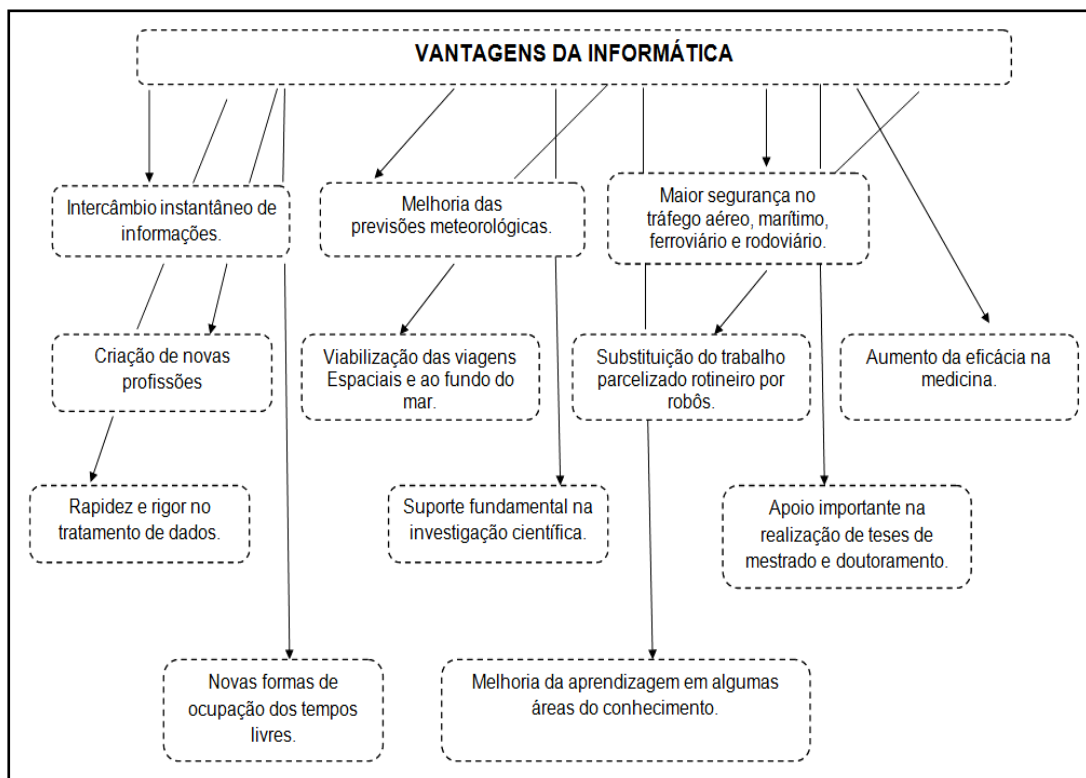 VANTAGENS DA INFORMÁTICA
Intercâmbio instantâneo de
informações.
Melhoria das
previsões meteorológicas.
Maior segurança no
tráfego aéreo, marítimo,
ferroviário e rodoviário.
Criação de novas
profissões
Viabilização das viagens
Espaciais e ao fundo do
mar.
Substituição do trabalho
parcelizado rotineiro por
robôs.
Aumento da eficácia na
medicina.
Rapidez e rigor no
tratamento de dados.
Suporte fundamental na
investigação científica.
Apoio importante na
realização de teses de
mestrado e doutoramento.
Novas formas de
ocupação dos tempos
livres.
Melhoria da aprendizagem em algumas
áreas do conhecimento.